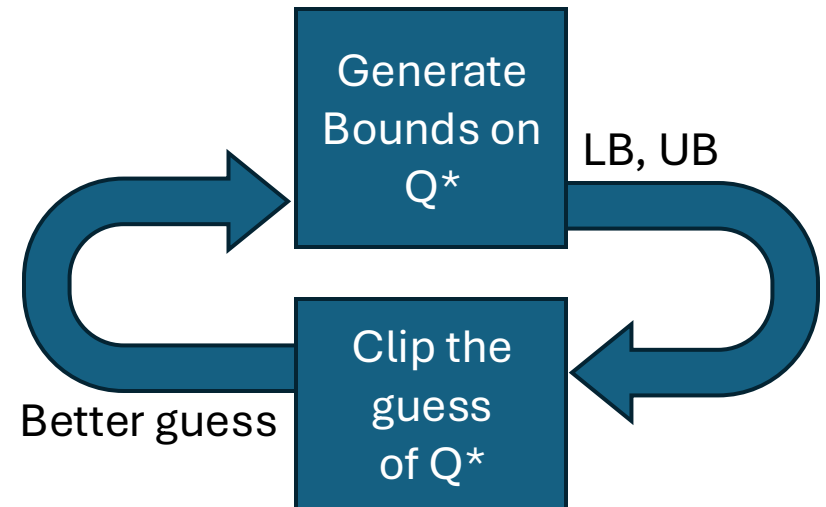 Generate
Bounds on
Q*
LB, UB
Clip the
guess
of Q*
Better guess